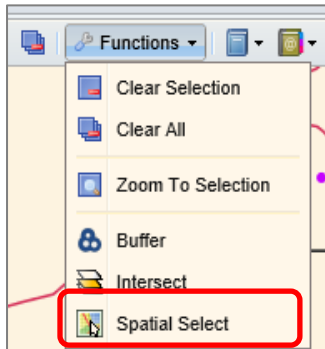 Functions
Clear Selection
Clear All
Zoom To Selection
Buffer
Intersect
Spatial Select